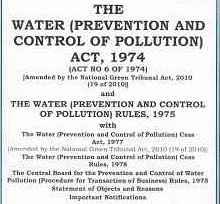 THE
WATER (PREVENTION AND
CONTROL OF POLLUTION)
ACT, 1974
(ACT NO 6 OF 1974)
[Amended by the National Green Tribunal Act, 2010
(19 of 2010)]
and
THE WATER (PREVENTION AND CONTROL
OF POLLUTION) RULES, 1975
with
The Water (Prevention and Control of Pollution) Cess
Act, 1977
(Amended by the National Green Tribunal Act, 2010 (19 of 2010)]
The Water (Prevention and Control of Pollution) Cess
Rules, 1978
The Central Board for the Prevention and Control of Water
Pollution (Procedure for Transaction of Business) Rules, 1975
Statement of Objects and Reasons
Important Notifications